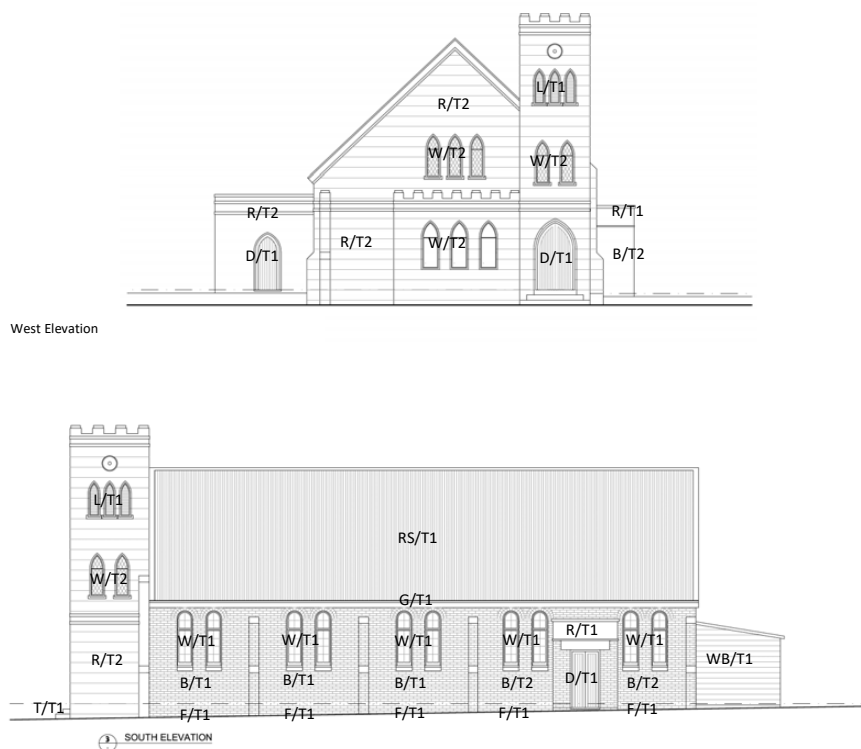 R/T2
L/T1
W/T2 W/T2
R/T2 R/T1
R/T2 W/T2
D/T1 D/T1 B/T2
West Elevation
L/T1
RS/T1
W/T2
G/T1
R/T1
W/T1 W/T1 W/T1 W/T1 W/T1
R/T2 WB/T1
B/T1 B/T1 B/T1 B/T2 D/T1 B/T2
T/T1
F/T1 F/T1 F/T1 F/T1 F/T1
SOUTH ELEVATION